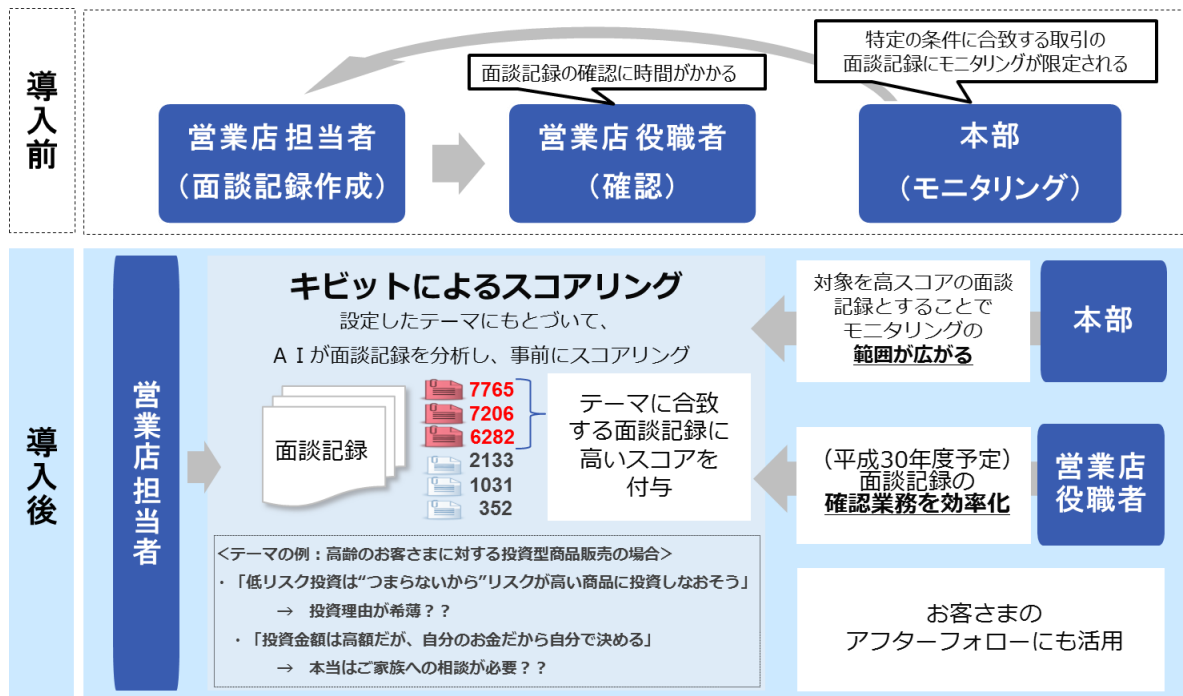 導入前
面談記録の確認に時間がかかる
特定の条件に合致する取引の
面談記録にモニタリングが限定される
営業店 担当者
（面談記録作成）
営業店 役職者
（確認）
本部
（モニタリング）
導入後
営業店担当者
キビットによるスコアリング
設定したテーマにもとづいて、
ＡＩが面談記録を分析し、事前にスコアリング
面談記録
7765
7206
6282
2133
1031
352
テーマに合致
する面談記録に
高いスコアを
付与
＜テーマの例：高齢のお客さまに対する投資型商品販売の場合＞
・「低リスク投資は“つまらないから”リスクが高い商品に投資しなおそう」
→ 投資理由が希薄？？
・「投資金額は高額だが、自分のお金だから自分で決める」
→ 本当はご家族への相談が必要？？
対象を高スコアの面談
記録とすることで
モニタリングの
範囲が広がる
本部
（平成30年度予定）
面談記録の
確認業務を効率化
営業店
役職者
お客さまの
アフターフォローにも活用